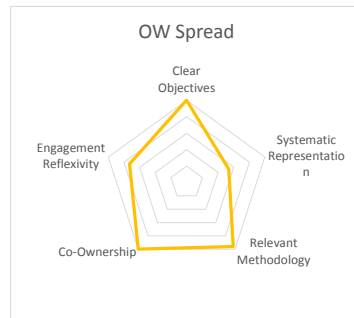 OW Spread
Clear
Objectives
Systematic
Representatio
n
Relevant
Methodology
Co-Ownership
Engagement
Reflexivity